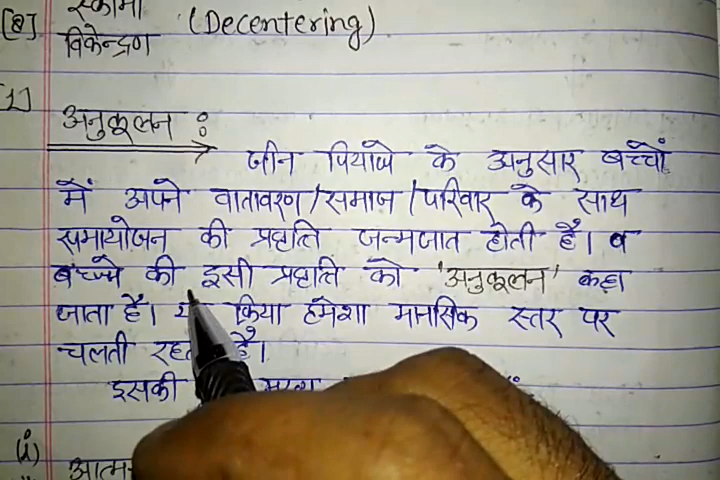 [8] स्कीमा
विकेन्द्रण (Decentering)
1] अनुकूलन :
जीन पियाजे के अनुसार बच्चों
में अपने वातावरण/समाज/परिवार के साथ
समायोजन की प्रवृत्ति जन्मजात होती है। व
बच्चे की इसी प्रवृत्ति को 'अनुकूलन' कहा
जाता है। क्रिया हमेशा मानसिक स्तर पर
चलती है।
इसकी
(i)